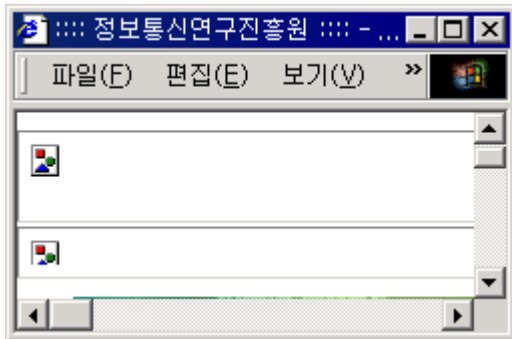 :::: 정보통신연구진흥원 :::: - ...
파일(F) 편집(E) 보기(V) »